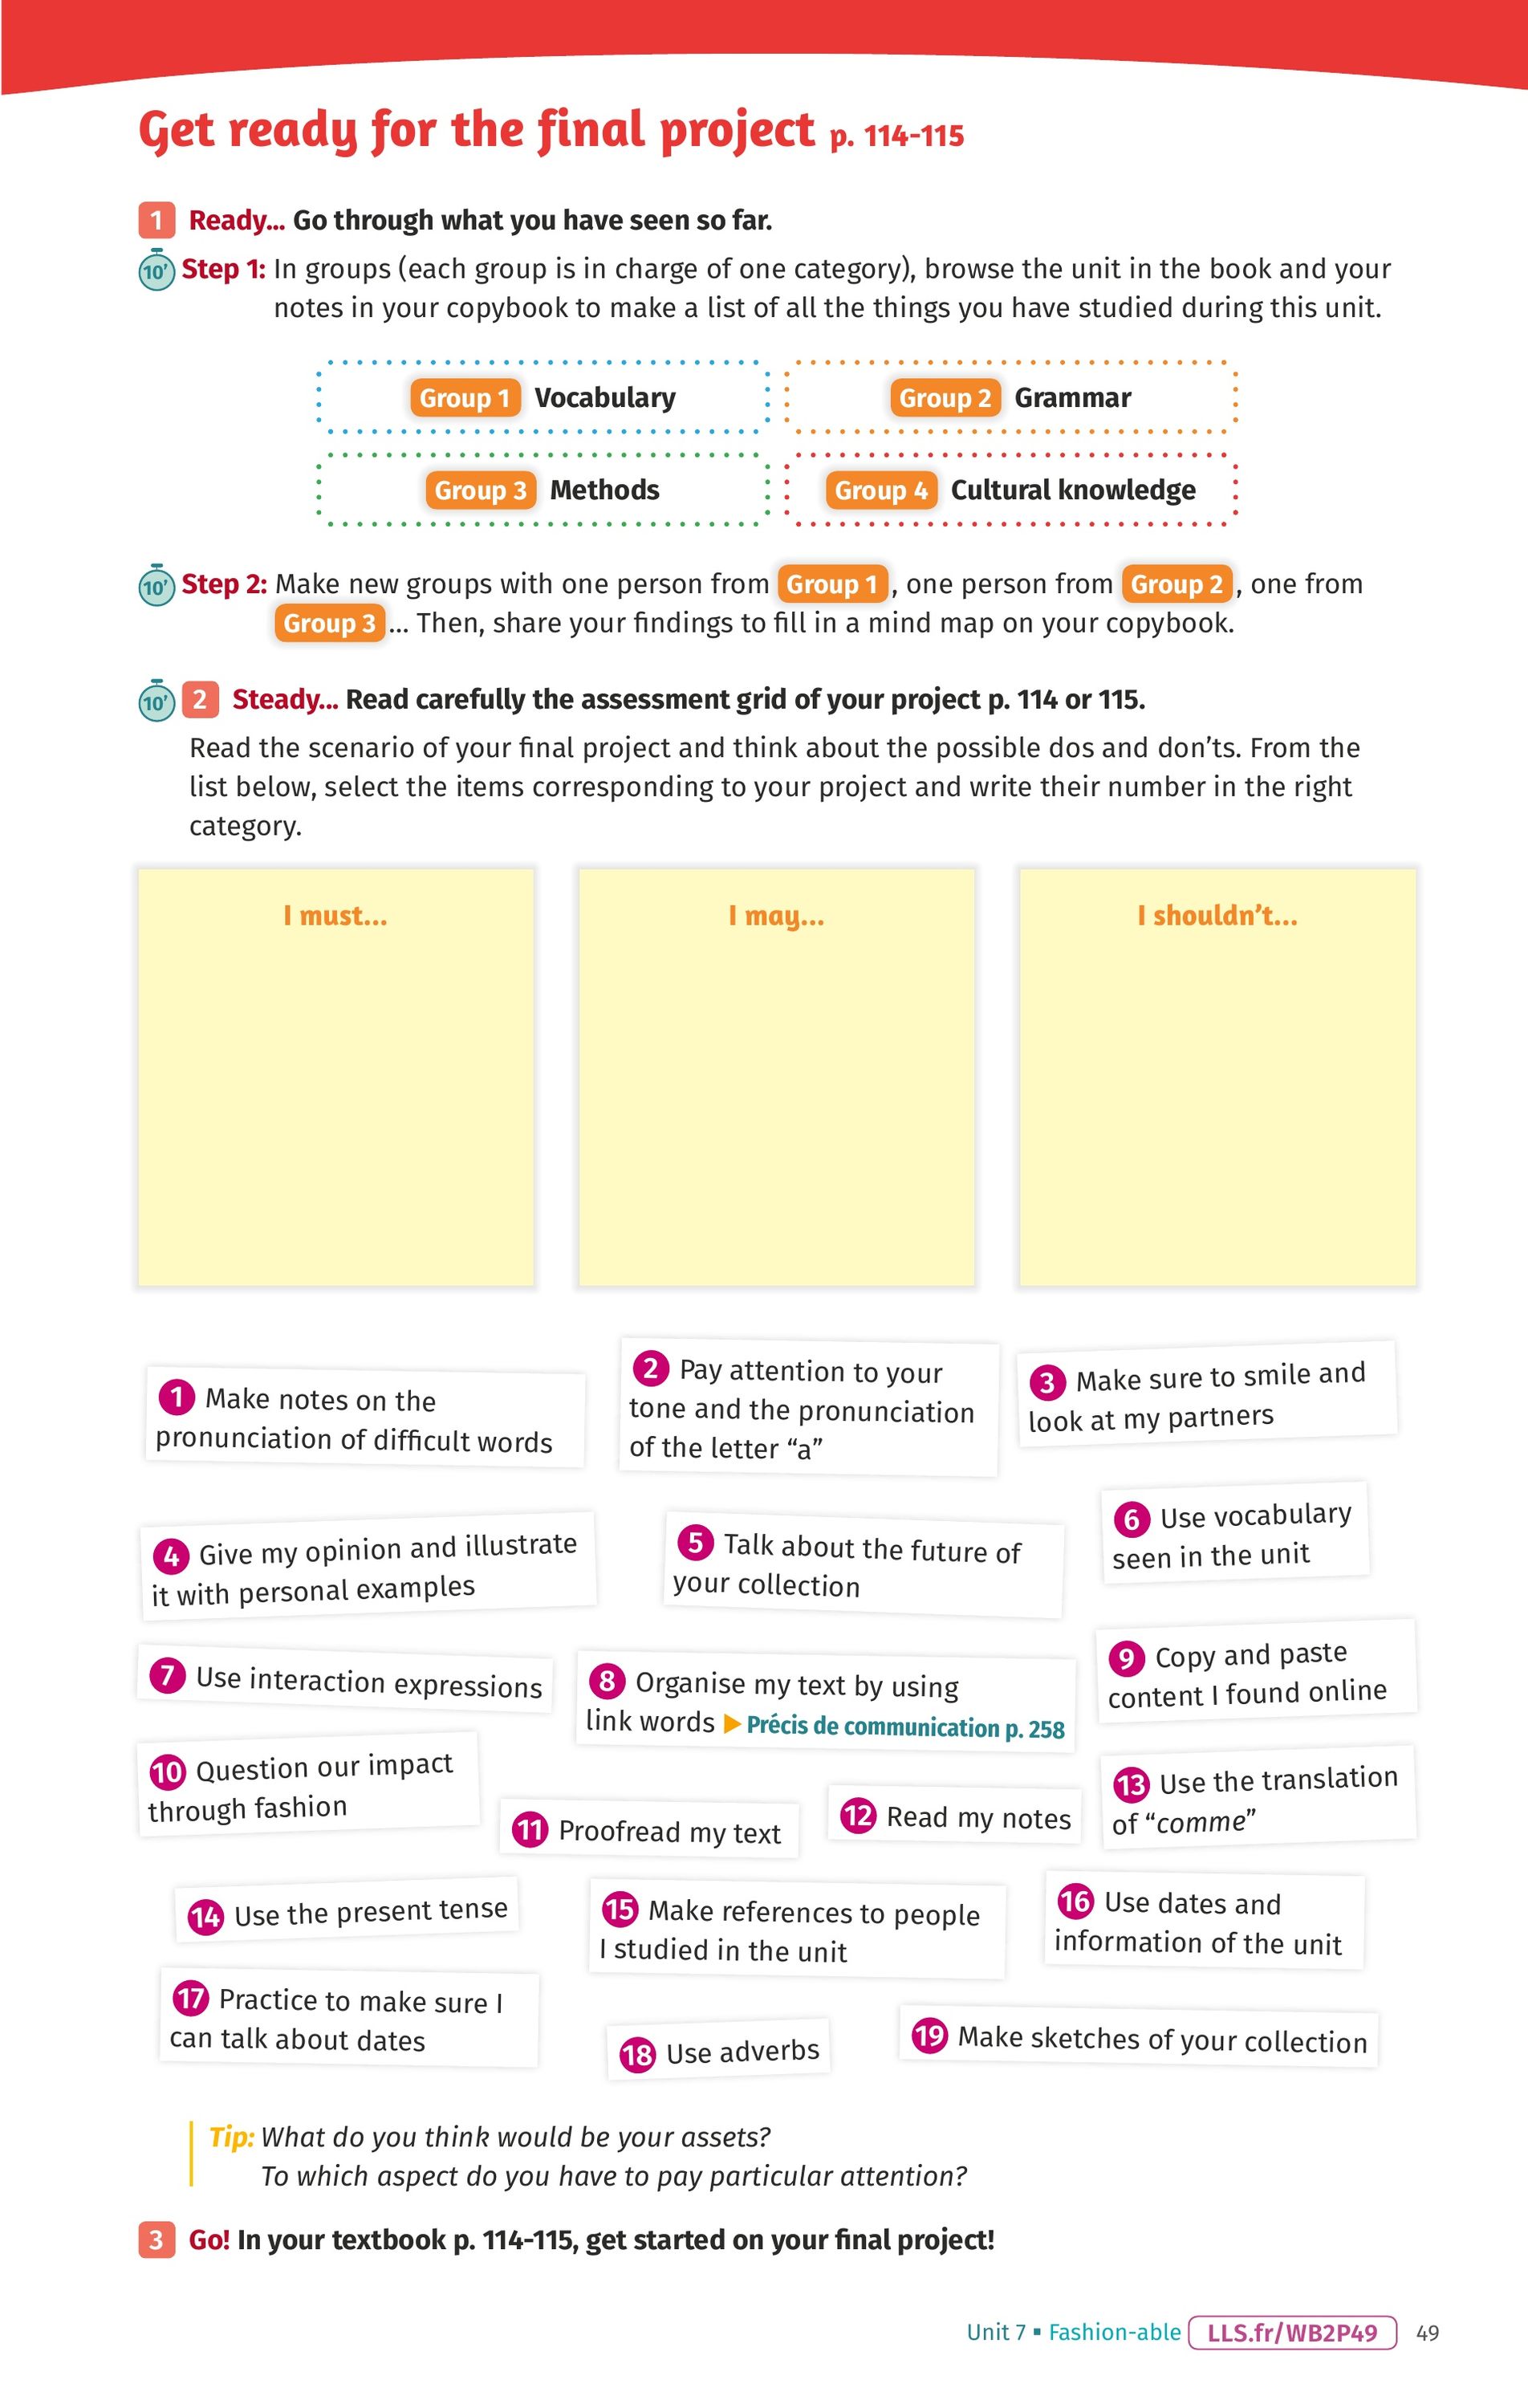 Get ready for the final project p. 114-115
1 Ready... Go through what you have seen so far.
10' Step 1: In groups (each group is in charge of one category), browse the unit in the book and your
notes in your copybook to make a list of all the things you have studied during this unit.
Group 1 Vocabulary
Group 2 Grammar
Group 3 Methods
Group 4 Cultural knowledge
10' Step 2: Make new groups with one person from Group 1, one person from Group 2, one from
Group 3... Then, share your findings to fill in a mind map on your copybook.
10' 2 Steady... Read carefully the assessment grid of your project p. 114 or 115.
Read the scenario of your final project and think about the possible dos and don'ts. From the
list below, select the items corresponding to your project and write their number in the right
category.
I must...
I may...
I shouldn't...
1 Make notes on the
pronunciation of difficult words
2 Pay attention to your
tone and the pronunciation
of the letter “a”
3 Make sure to smile and
look at my partners
4 Give my opinion and illustrate
it with personal examples
5 Talk about the future of
your collection
6 Use vocabulary
seen in the unit
7 Use interaction expressions
8 Organise my text by using
link words ▶ Précis de communication p. 258
9 Copy and paste
content I found online
10 Question our impact
through fashion
11 Proofread my text
12 Read my notes
13 Use the translation
of “comme”
14 Use the present tense
15 Make references to people
I studied in the unit
16 Use dates and
information of the unit
17 Practice to make sure I
can talk about dates
18 Use adverbs
19 Make sketches of your collection
Tip: What do you think would be your assets?
To which aspect do you have to pay particular attention?
3 Go! In your textbook p. 114-115, get started on your final project!
Unit 7 ▪ Fashion-able LLS.fr/WB2P49 49